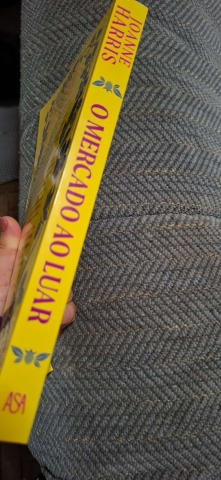 JOANNE
HARRIS
O MERCADO AO LUAR
ASA